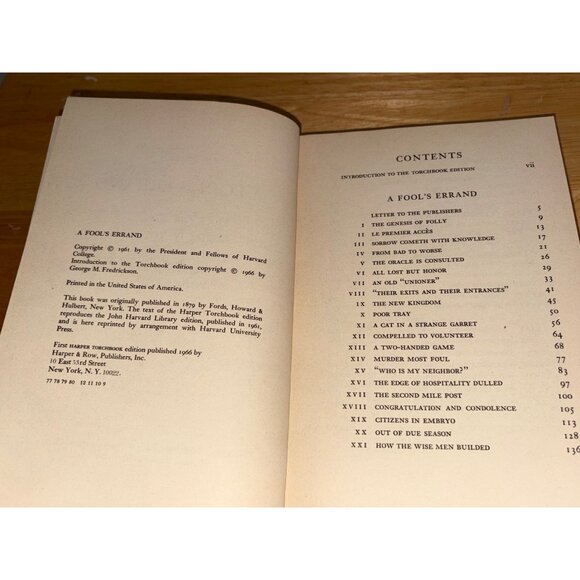 A FOOL'S ERRAND
Copyright © 1961 by the President and Fellows of Harvard
College.
Introduction to the Torchbook edition copyright © 1966 by
George M. Fredrickson.
Printed in the United States of America.
This book was originally published in 1879 by Fords, Howard &
Hulbert, New York. The text of the Harper Torchbook edition
reproduces the John Harvard Library edition, published in 1961,
and is here reprinted by arrangement with Harvard University
Press.
First HARPER TORCHBOOK edition published 1966 by
Harper & Row, Publishers, Inc.
10 East 53rd Street
New York, N. Y. 10022.
77 78 79 80 12 11 10 9
CONTENTS
INTRODUCTION TO THE TORCHBOOK EDITION vii
A FOOL'S ERRAND
LETTER TO THE PUBLISHERS 5
I THE GENESIS OF FOLLY 9
II LE PREMIER ACCÈS 13
III SORROW COMETH WITH KNOWLEDGE 17
IV FROM BAD TO WORSE 21
V THE ORACLE IS CONSULTED 26
VI ALL LOST BUT HONOR 29
VII AN OLD "UNIONER" 33
VIII "THEIR EXITS AND THEIR ENTRANCES" 41
IX THE NEW KINGDOM 45
X POOR TRAY 50
XI A CAT IN A STRANGE GARRET 56
XII COMPELLED TO VOLUNTEER 64
XIII A TWO-HANDED GAME 68
XIV MURDER MOST FOUL 77
XV "WHO IS MY NEIGHBOR?" 83
XVI THE EDGE OF HOSPITALITY DULLED 97
XVII THE SECOND MILE POST 100
XVIII CONGRATULATION AND CONDOLENCE 105
XIX CITIZENS IN EMBRYO 113
XX OUT OF DUE SEASON 128
XXI HOW THE WISE MEN BUILDED 136